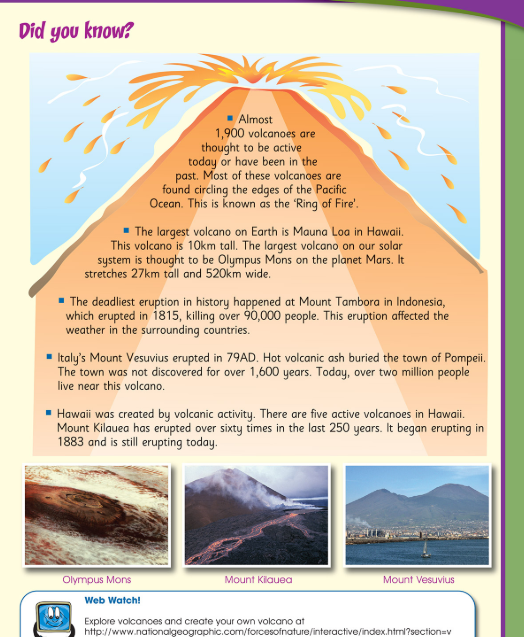 Did you know?
Almost
1,900 volcanoes are
thought to be active
today or have been in the
past. Most of these volcanoes are
found circling the edges of the Pacific
Ocean. This is known as the ‘Ring of Fire’.
The largest volcano on Earth is Mauna Loa in Hawaii.
This volcano is 10km tall. The largest volcano on our solar
system is thought to be Olympus Mons on the planet Mars. It
stretches 27km tall and 520km wide.
The deadliest eruption in history happened at Mount Tambora in Indonesia,
which erupted in 1815, killing over 90,000 people. This eruption affected the
weather in the surrounding countries.
Italy’s Mount Vesuvius erupted in 79AD. Hot volcanic ash buried the town of Pompeii.
The town was not discovered for over 1,600 years. Today, over two million people
live near this volcano.
Hawaii was created by volcanic activity. There are five active volcanoes in Hawaii.
Mount Kilauea has erupted over sixty times in the last 250 years. It began erupting in
1883 and is still erupting today.
Olympus Mons
Mount Kilauea
Mount Vesuvius
Web Watch!
Explore volcanoes and create your own volcano at
http://www.nationalgeographic.com/forcesofnature/interactive/index.html?section=v